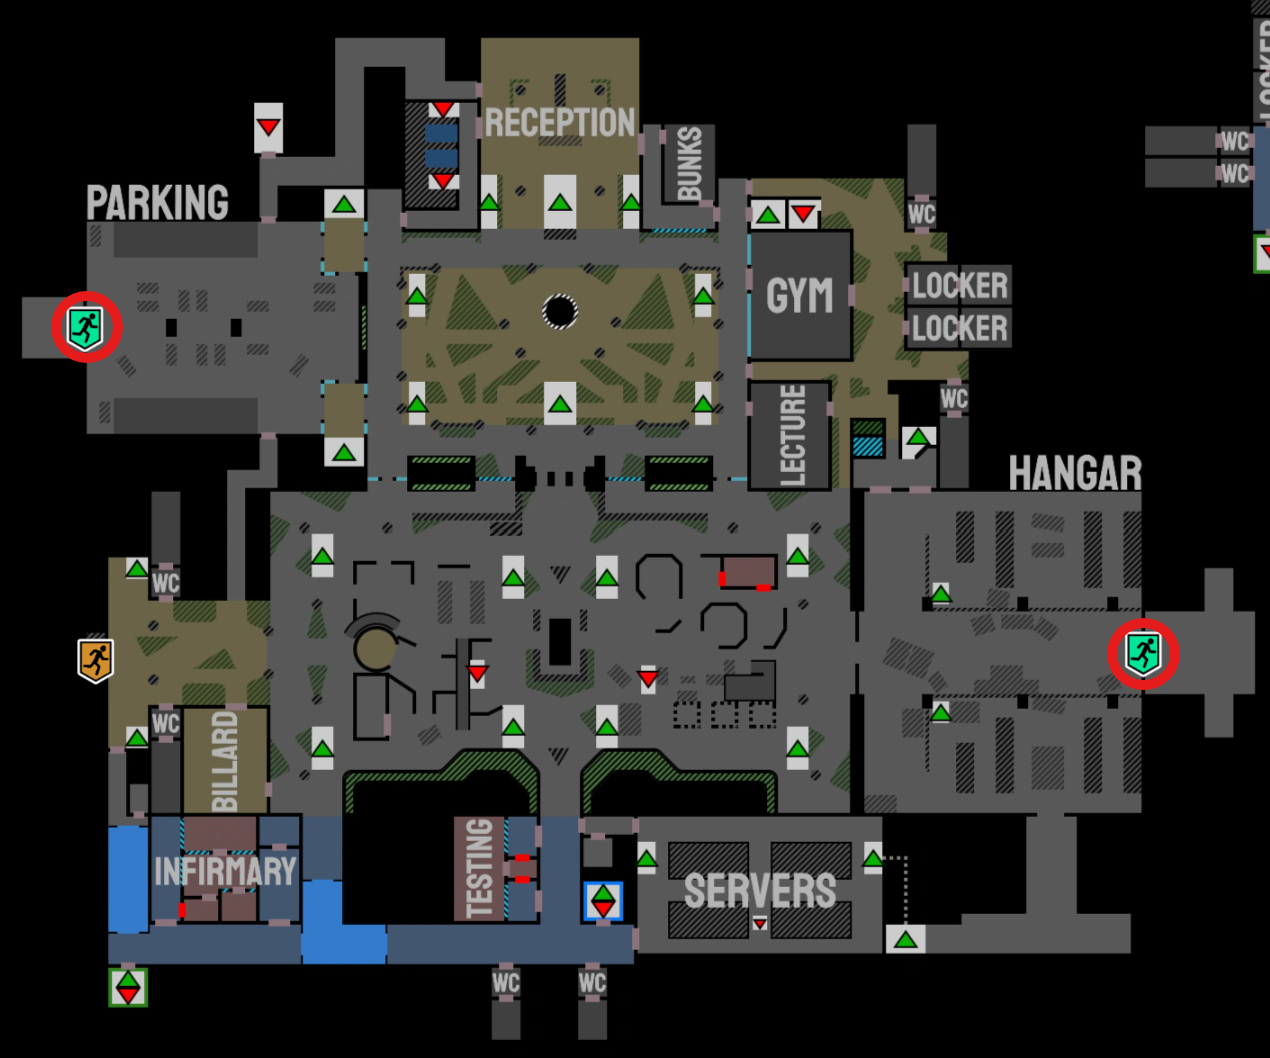 LOCKER
RECEPTION
BUNKS
WC
WC
PARKING
WC
GYM
LOCKER
LOCKER
LECTURE
WC
HANGAR
WC
WC
BILLARD
INFIRMARY
TESTING
SERVERS
WC
WC